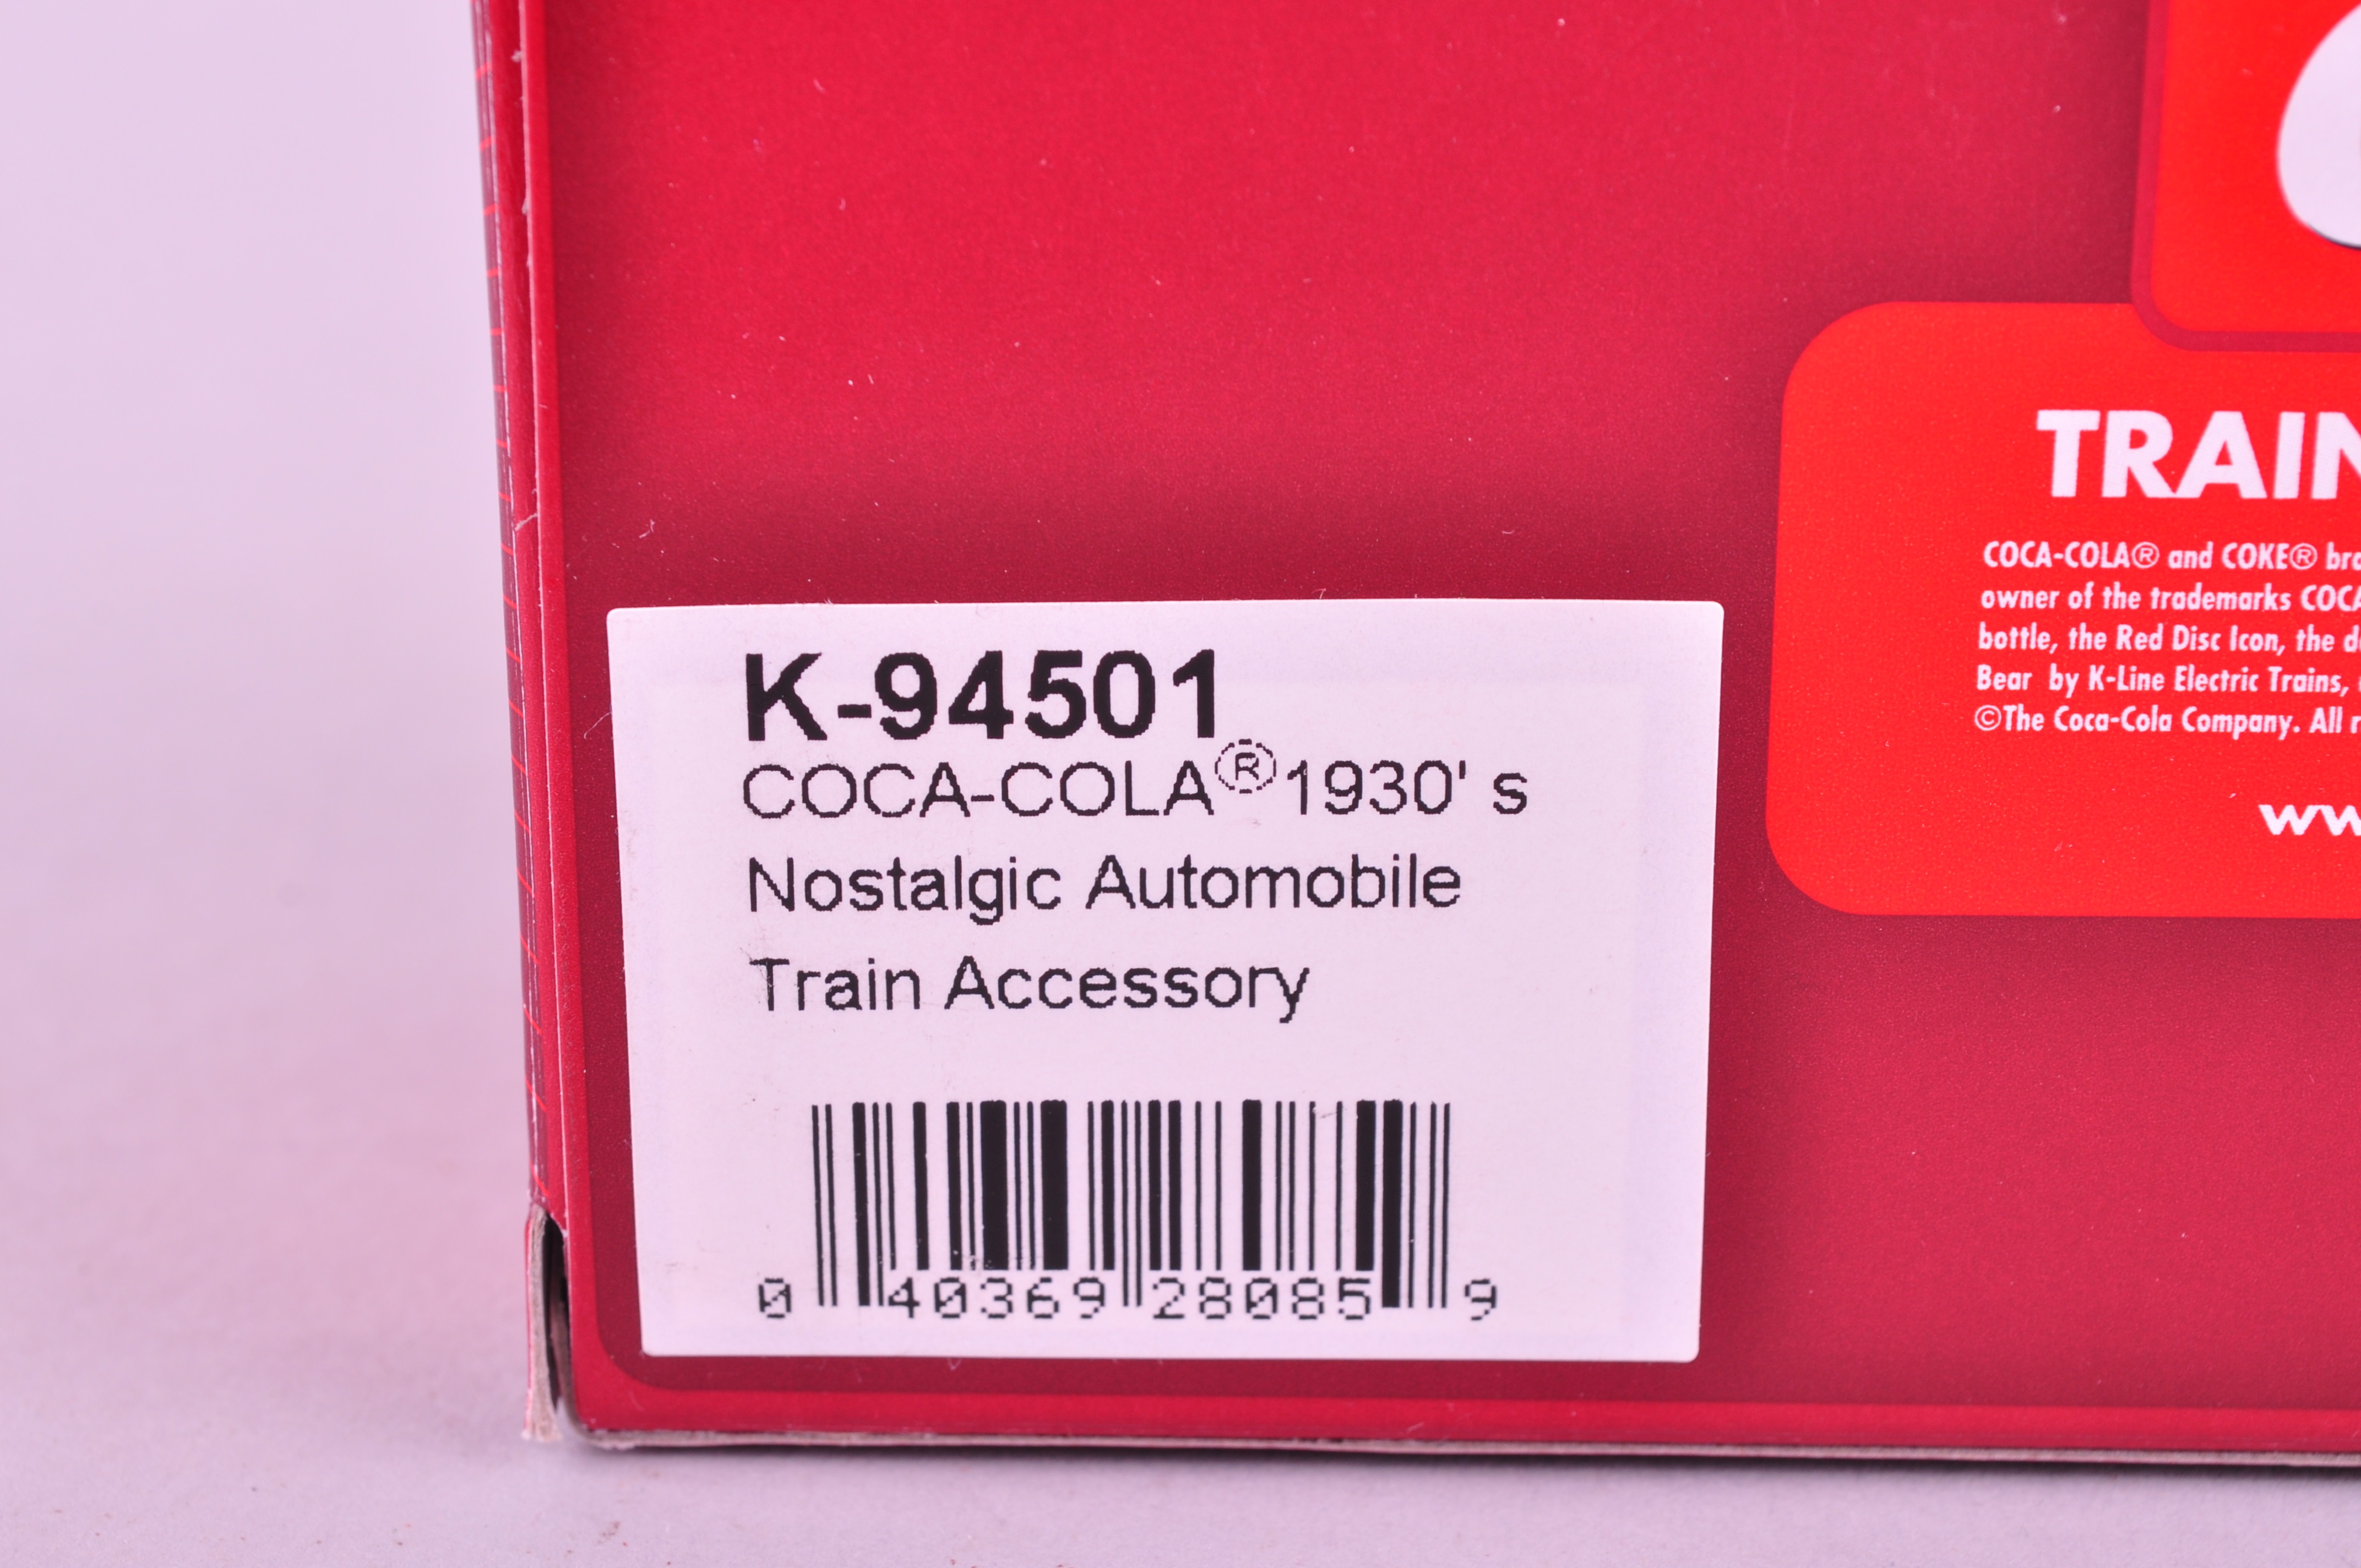 K-94501
COCA-COLA® 1930' s
Nostalgic Automobile
Train Accessory
0 40369 28085 9
TRAIN
COCA-COLA® and COKE®
owner of the trademarks
bottle, the Red Disc Icon, the
Bear by K-Line Electric Trains,
©The Coca-Cola Company. All